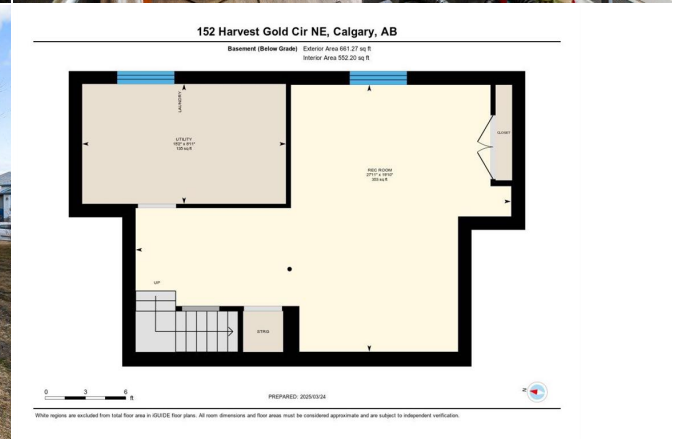 152 Harvest Gold Cir NE, Calgary, AB
Basement (Below Grade) Exterior Area 661.27 sq ft
Interior Area 552.20 sq ft
LAUNDRY
UTILITY
CLOSET
REC ROOM
UP
STRG
0 3 6
ft
PREPARED: 2025/03/24
N
White regions are excluded from total floor area in iGUIDE floor plans. All room dimensions and floor areas must be considered approximate and are subject to independent verification.